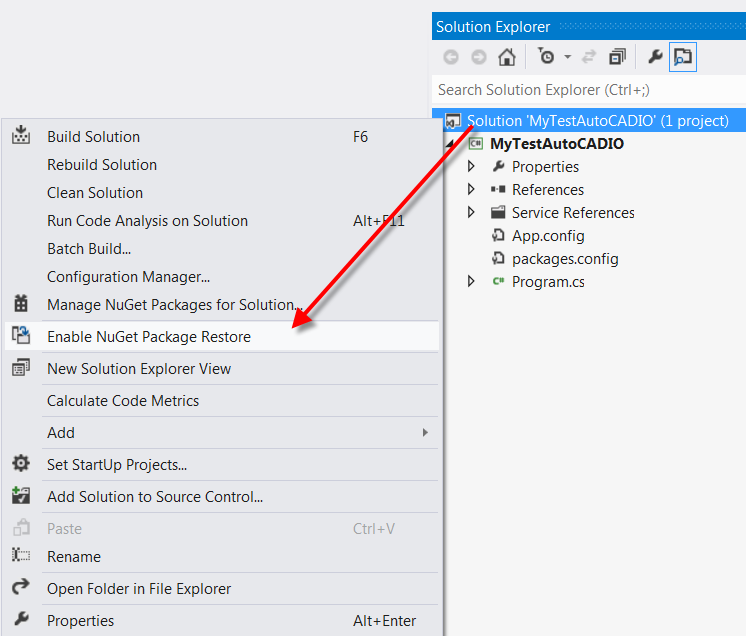 Solution Explorer
Search Solution Explorer (Ctrl+;)
Solution 'MyTestAutoCADIO' (1 project)
C# MyTestAutoCADIO
Properties
References
Service References
App.config
packages.config
C# Program.cs
Build Solution F6
Rebuild Solution
Clean Solution
Run Code Analysis on Solution Alt+F11
Batch Build...
Configuration Manager...
Manage NuGet Packages for Solution...
Enable NuGet Package Restore
New Solution Explorer View
Calculate Code Metrics
Add
Set StartUp Projects...
Add Solution to Source Control...
Paste Ctrl+V
Rename
Open Folder in File Explorer
Properties Alt+Enter